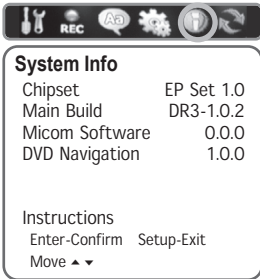 REC Aa i
System Info
Chipset EP Set 1.0
Main Build DR3-1.0.2
Micom Software 0.0.0
DVD Navigation 1.0.0
Instructions
Enter-Confirm Setup-Exit
Move ▲ ▼